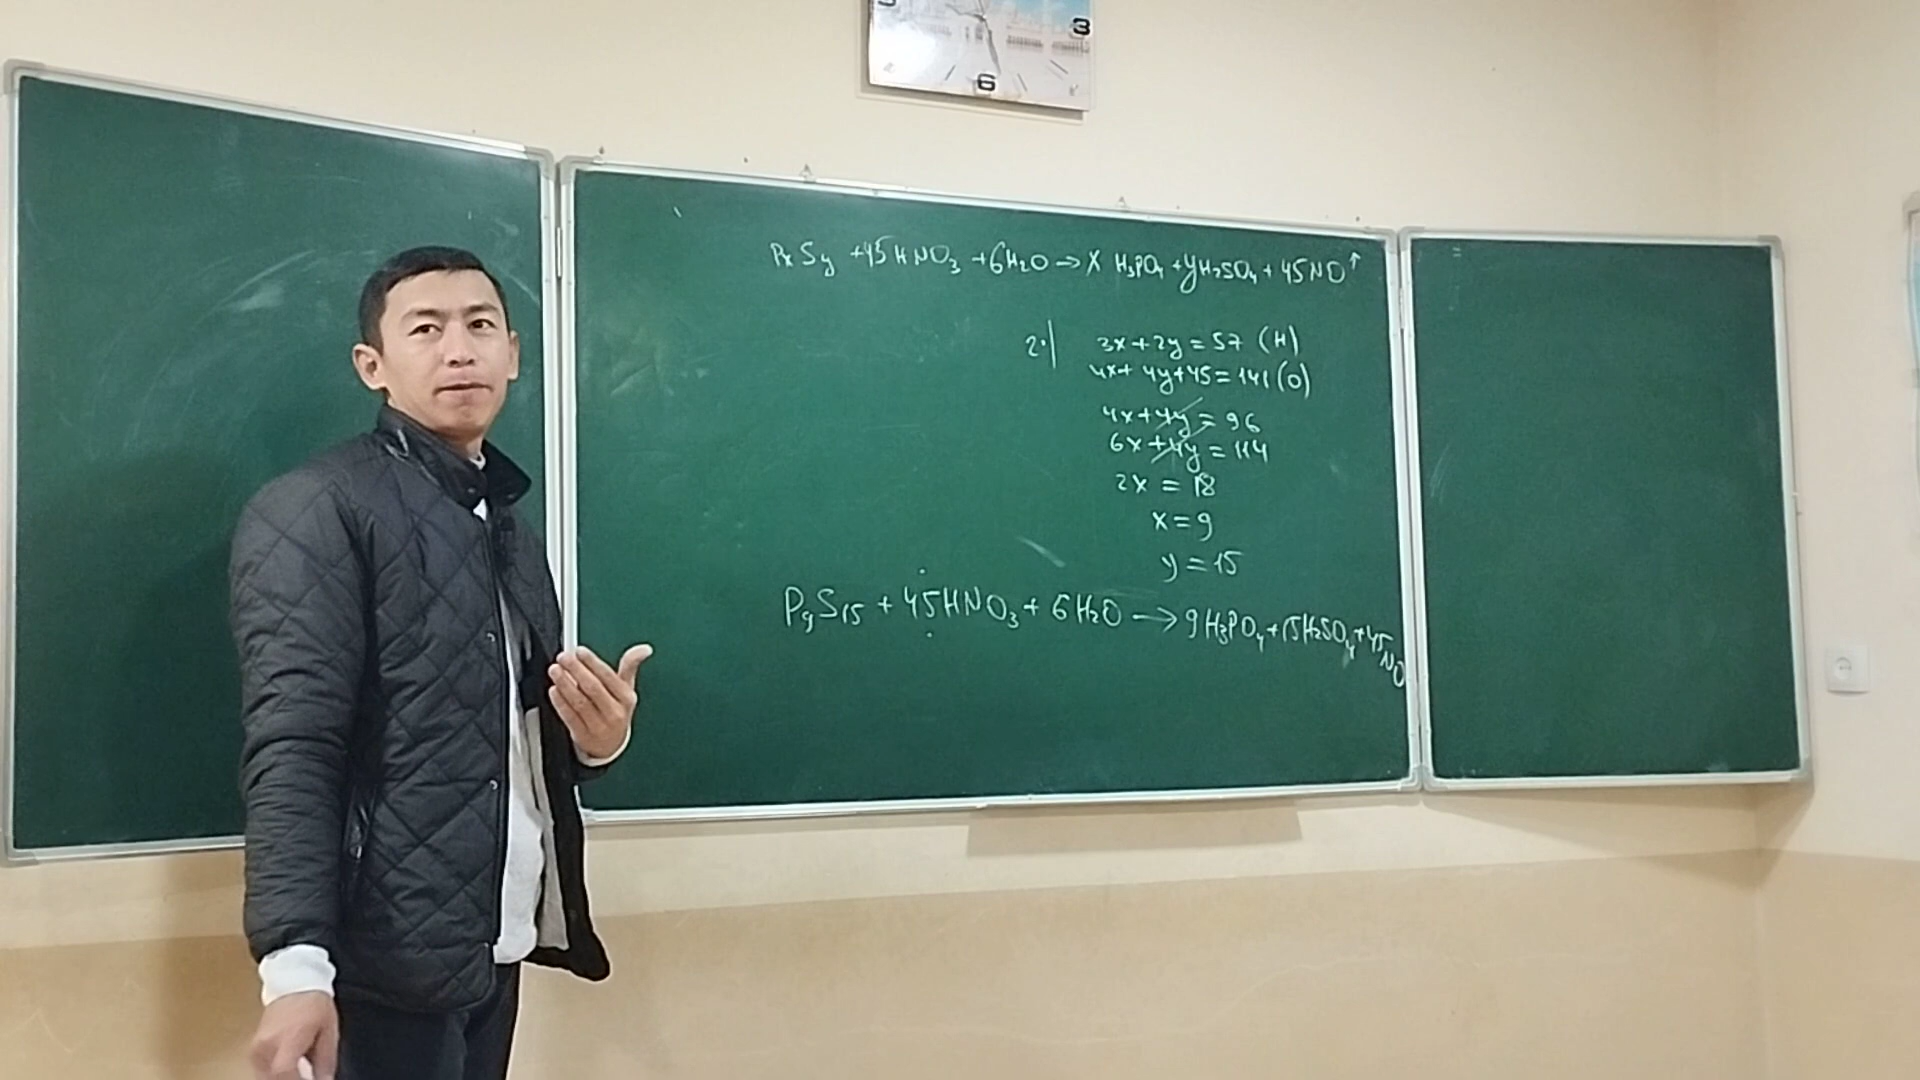 3
6
PxSy + 45HNO3 + 6H2O → x H3PO4 + yH2SO4 + 45NO↑
2·| 3x + 2y = 57 (H)
4x + 4y + 45 = 141 (O)
4x + 4y = 96
6x + 4y = 114
2x = 18
x = 9
y = 15
P9S15 + 45HNO3 + 6H2O → 9H3PO4 + 15H2SO4 + 45NO